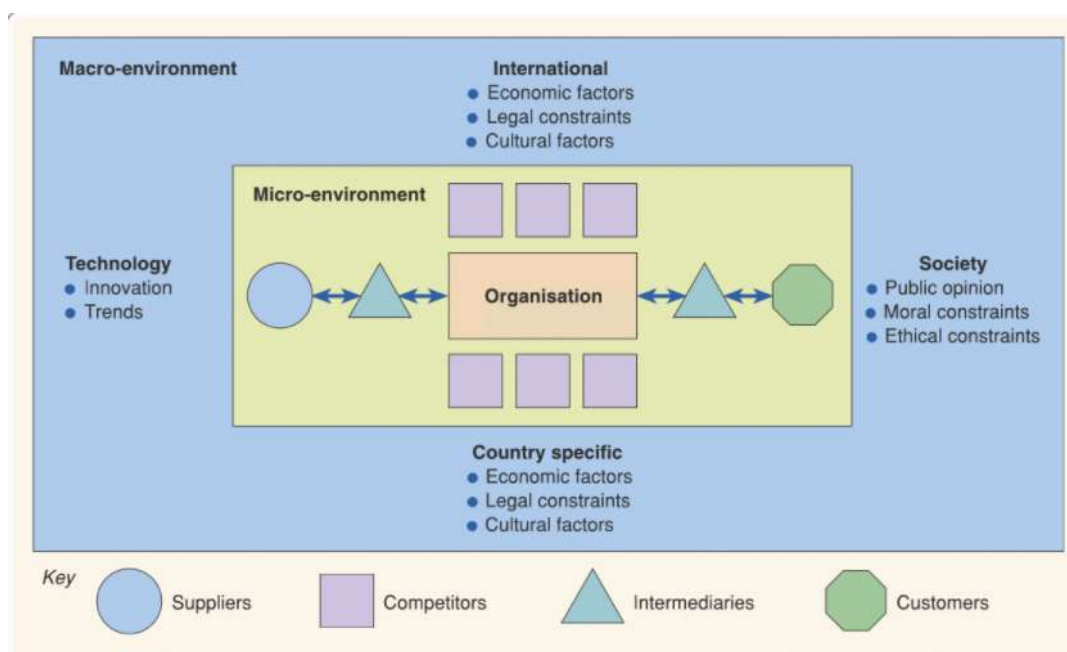 Macro-environment
International
● Economic factors
● Legal constraints
● Cultural factors
Micro-environment
Technology
● Innovation
● Trends
Organisation
Society
● Public opinion
● Moral constraints
● Ethical constraints
Country specific
● Economic factors
● Legal constraints
● Cultural factors
Key
Suppliers
Competitors
Intermediaries
Customers